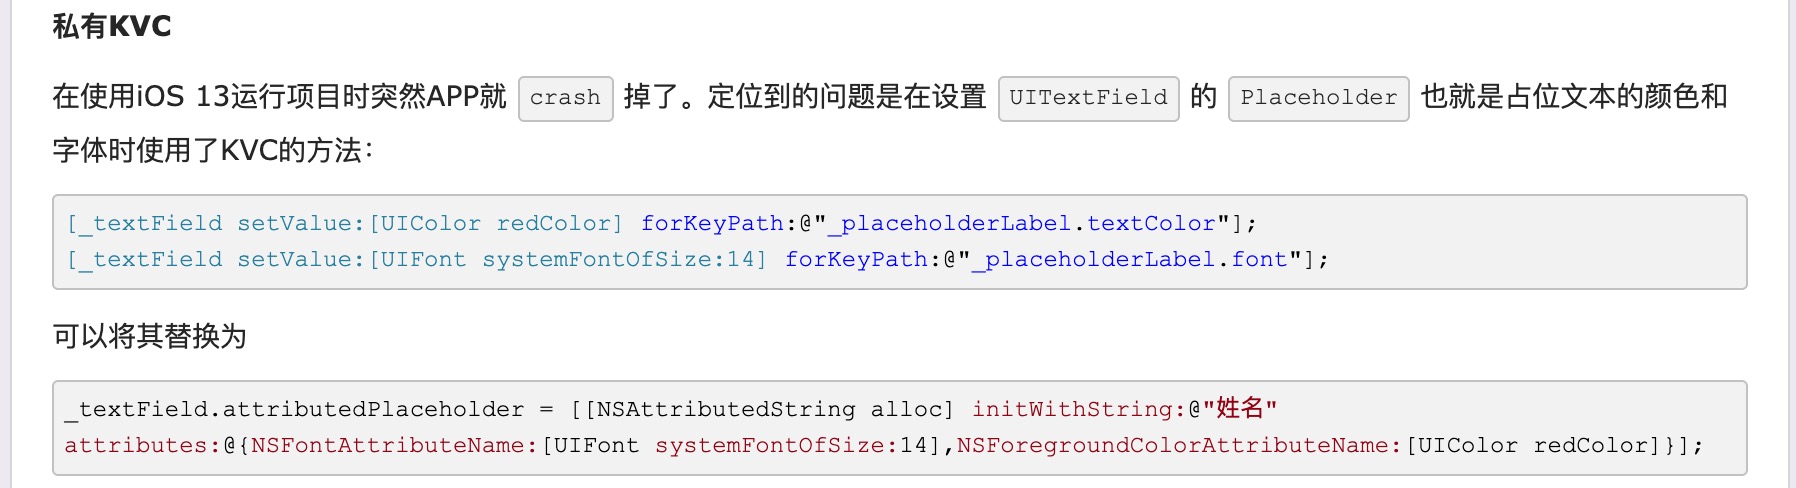 私有KVC
在使用iOS 13运行项目时突然APP就 crash 掉了。定位到的问题是在设置 UITextField 的 Placeholder 也就是占位文本的颜色和
字体时使用了KVC的方法：
[_textField setValue:[UIColor redColor] forKeyPath:@"_placeholderLabel.textColor"];
[_textField setValue:[UIFont systemFontOfSize:14] forKeyPath:@"_placeholderLabel.font"];
可以将其替换为
_textField.attributedPlaceholder = [[NSAttributedString alloc] initWithString:@"姓名"
attributes:@{NSFontAttributeName:[UIFont systemFontOfSize:14],NSForegroundColorAttributeName:[UIColor redColor]}];